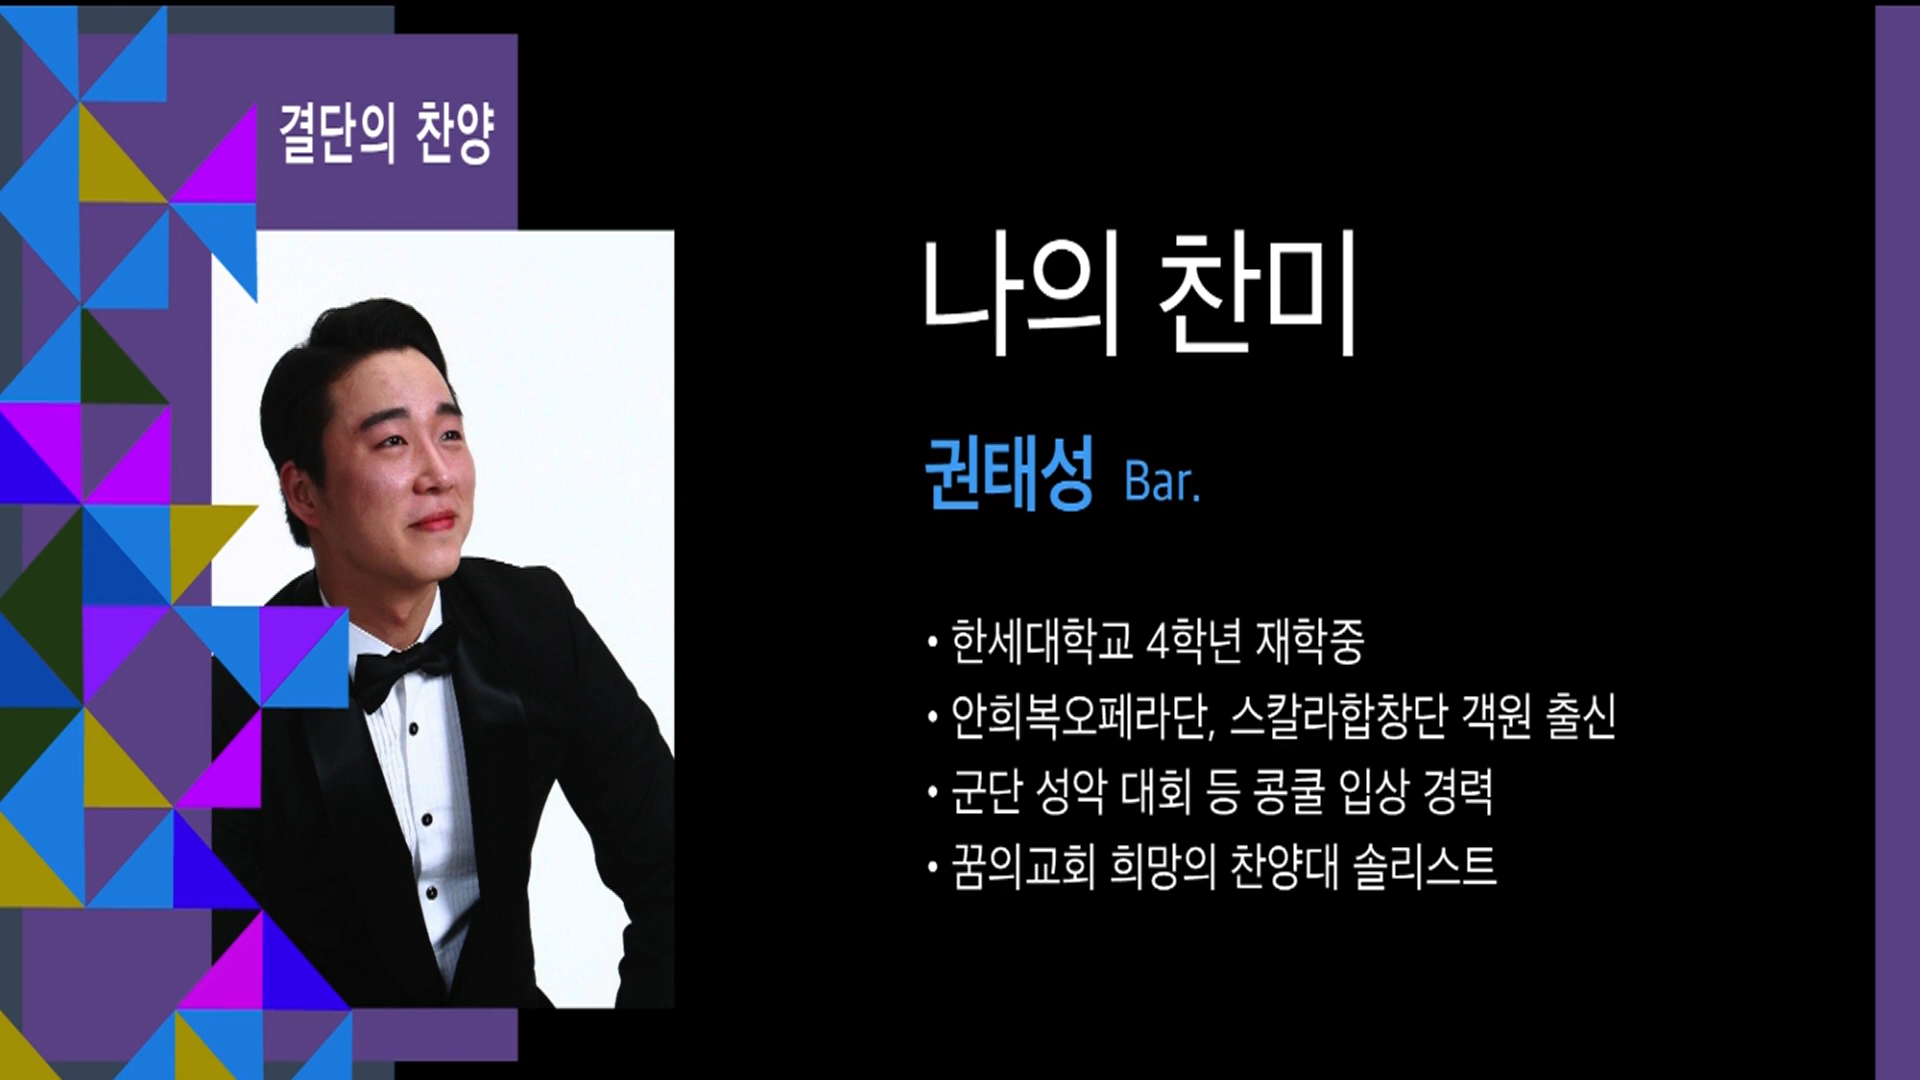 결단의 찬양
나의 찬미
권태성 Bar.
• 한세대학교 4학년 재학중
• 안희복오페라단, 스칼라합창단 객원 출신
• 군단 성악 대회 등 콩쿨 입상 경력
• 꿈의교회 희망의 찬양대 솔리스트